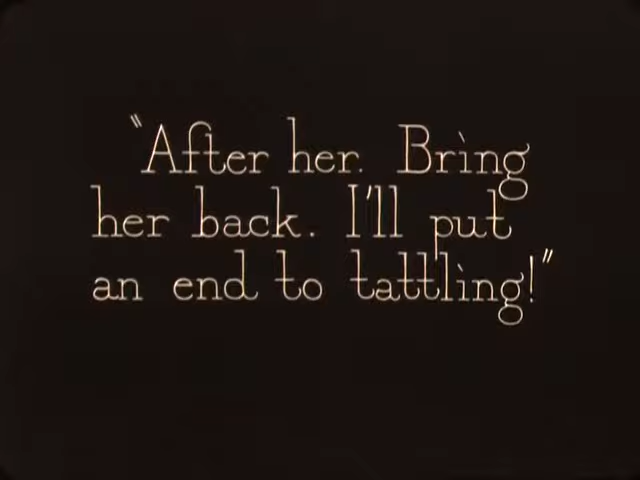 "After her. Bring
her back. I'll put
an end to tattling!"